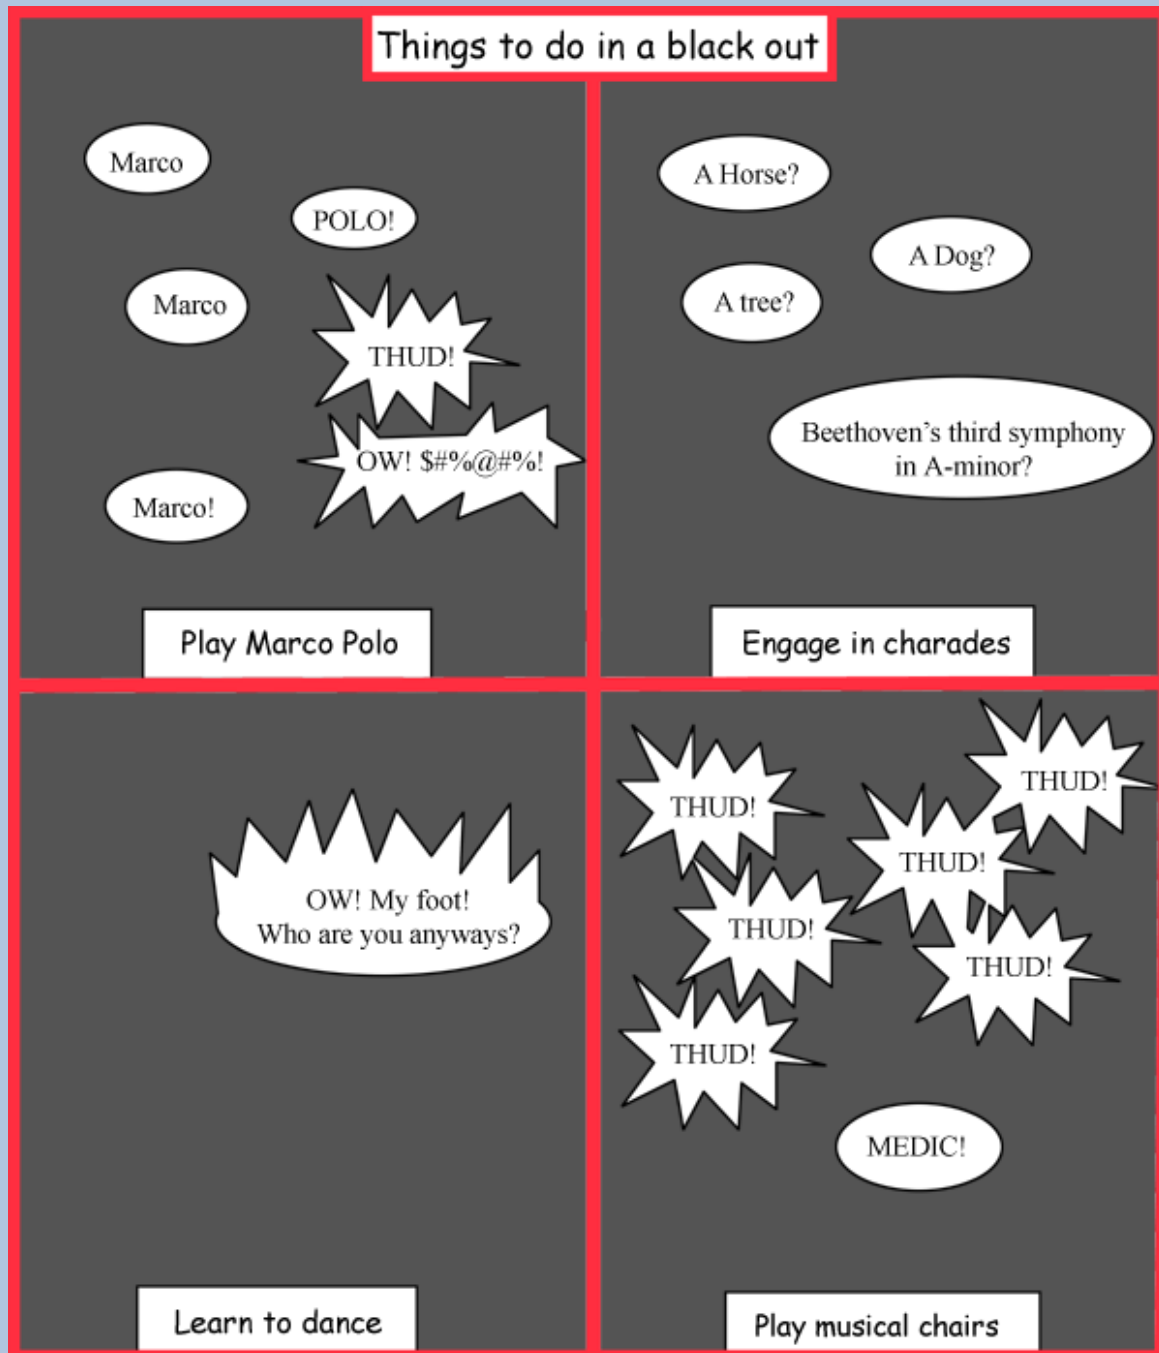 Things to do in a black out
Marco
POLO!
Marco
THUD!
OW! $#%@#%!
Marco!
Play Marco Polo
A Horse?
A Dog?
A tree?
Beethoven's third symphony
in A-minor?
Engage in charades
OW! My foot!
Who are you anyways?
Learn to dance
THUD!
THUD!
THUD!
THUD!
THUD!
THUD!
MEDIC!
Play musical chairs